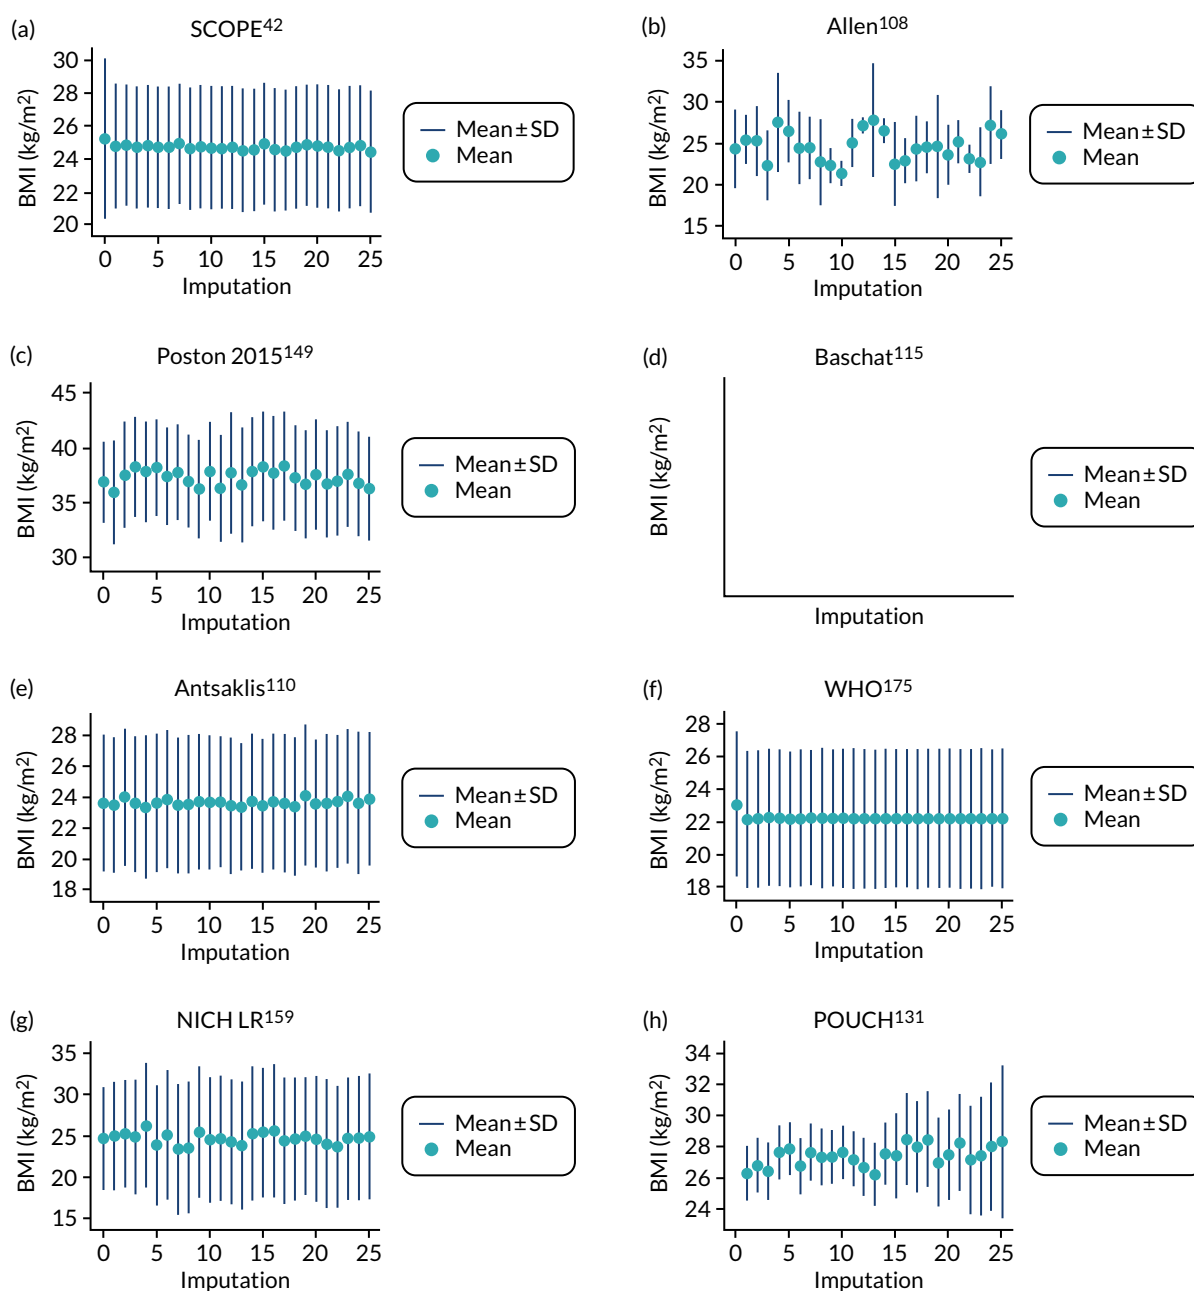 (a)
SCOPE42
BMI (kg/m2)
30
28
26
24
22
20
0 5 10 15 20 25
Imputation
Mean±SD
Mean
(b)
Allen108
BMI (kg/m2)
35
30
25
20
15
0 5 10 15 20 25
Imputation
Mean±SD
Mean
(c)
Poston 2015149
BMI (kg/m2)
45
40
35
30
0 5 10 15 20 25
Imputation
Mean±SD
Mean
(d)
Baschat115
BMI (kg/m2)
Imputation
Mean±SD
Mean
(e)
Antsaklis110
BMI (kg/m2)
28
26
24
22
20
18
0 5 10 15 20 25
Imputation
Mean±SD
Mean
(f)
WHO175
BMI (kg/m2)
28
26
24
22
20
18
0 5 10 15 20 25
Imputation
Mean±SD
Mean
(g)
NICH LR159
BMI (kg/m2)
35
30
25
20
15
0 5 10 15 20 25
Imputation
Mean±SD
Mean
(h)
POUCH131
BMI (kg/m2)
34
32
30
28
26
24
0 5 10 15 20 25
Imputation
Mean±SD
Mean